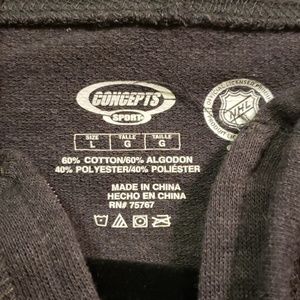 CONCEPTS
SPORT
SIZE TALLE TAILLE
L G G
60% COTTON/60% ALGODON
40% POLYESTER/40% POLIÉSTER
MADE IN CHINA
HECHO EN CHINA
RN# 75767
NHL